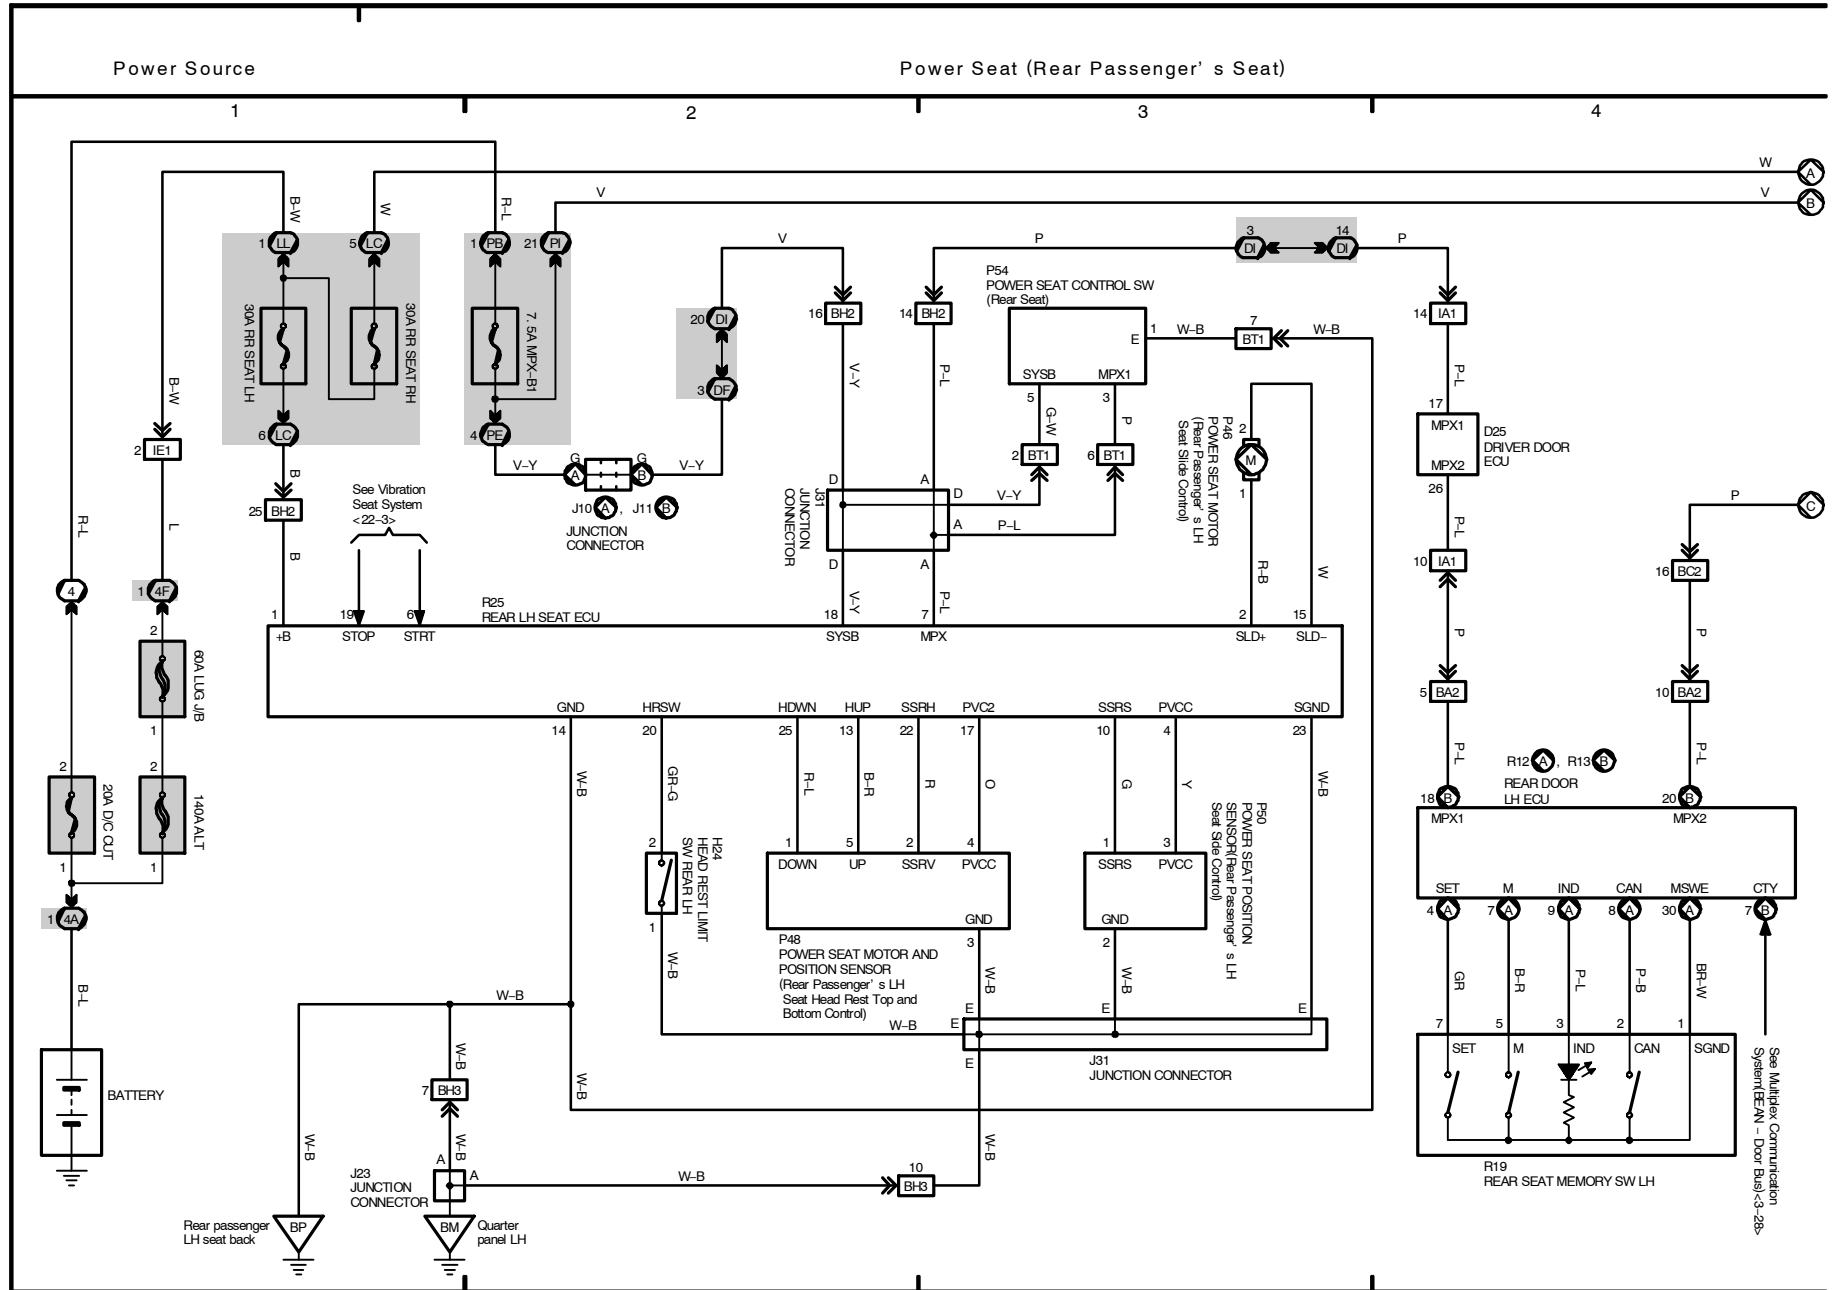 Power Source
Power Seat (Rear Passenger' s Seat)
1
2
3
4
W
A
V
V
B
B-W
W
R-L
1 LL
5 LC
1 PB
21 PI
V
P
3 DI
14 DI
P
30A RR SEAT LH
30A RR SEAT RH
7. 5A MPX-B1
20 DI
3 DF
16 BH2
14 BH2
14 IA1
P54
POWER SEAT CONTROL SW
(Rear Seat)
E
1
W-B
7
BT1
W-B
SYSB
MPX1
5
3
G-W
P
2 BT1
6 BT1
V-Y
P-L
P-L
17
MPX1
MPX2
26
D25
DRIVER DOOR
ECU
B-W
2 IE1
6 LC
4 PE
V-Y
G
A
G
B
V-Y
J10 A , J11 B
JUNCTION
CONNECTOR
B
25 BH2
B
See Vibration
Seat System
<22-3>
D
A
D
V-Y
A
P-L
J31
JUNCTION
CONNECTOR
D
A
V-Y
P-L
P46
POWER SEAT MOTOR
(Rear Passenger' s LH
Seat Slide Control)
2
M
1
R-B
W
P-L
10 IA1
P
5 BA2
P-L
P
C
16 BC2
P
10 BA2
P-L
R-L
L
4
1 4F
2
60A LUG J/B
1
2
20A D/C CUT
1
2
140A ALT
1
1 4A
B-L
BATTERY
R25
REAR LH SEAT ECU
1
19
6
18
7
2
15
+B
STOP
STRT
SYSB
MPX
SLD+
SLD-
GND
HRSW
HDWN
HUP
SSRH
PVC2
SSRS
PVCC
SGND
14
20
25
13
22
17
10
4
23
W-B
GR-G
R-L
B-R
R
O
G
Y
W-B
2
1
H24
HEAD REST LIMIT
SW REAR LH
W-B
1
5
2
4
DOWN
UP
SSRV
PVCC
GND
3
P48
POWER SEAT MOTOR AND
POSITION SENSOR
(Rear Passenger' s LH
Seat Head Rest Top and
Bottom Control)
W-B
1
3
SSRS
PVCC
GND
2
P50
POWER SEAT POSITION
SENSOR(Rear Passenger' s LH
Seat Slide Control)
W-B
E
E
E
E
W-B
E
J31
JUNCTION CONNECTOR
W-B
W-B
7 BH3
W-B
W-B
W-B
W-B
J23
JUNCTION
CONNECTOR
A
A
W-B
10
BH3
W-B
Rear passenger
LH seat back
BP
BM
Quarter
panel LH
R12 A , R13 B
REAR DOOR
LH ECU
18 B
20 B
MPX1
MPX2
SET
M
IND
CAN
MSWE
CTY
4 A
7 A
9 A
8 A
30 A
7 B
GR
B-R
P-L
P-B
BR-W
7
5
3
2
1
SET
M
IND
CAN
SGND
R19
REAR SEAT MEMORY SW LH
See Multiplex Communication
System(BEAN - Door Bus)<3-28>